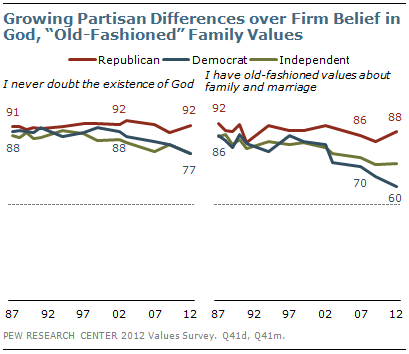 Growing Partisan Differences over Firm Belief in
God, “Old-Fashioned” Family Values
Republican Democrat Independent
I never doubt the existence of God
91 92 92
88 88
77
87 92 97 02 07 12
I have old-fashioned values about
family and marriage
92 86 88
86
70
60
87 92 97 02 07 12
PEW RESEARCH CENTER 2012 Values Survey. Q41d, Q41m.